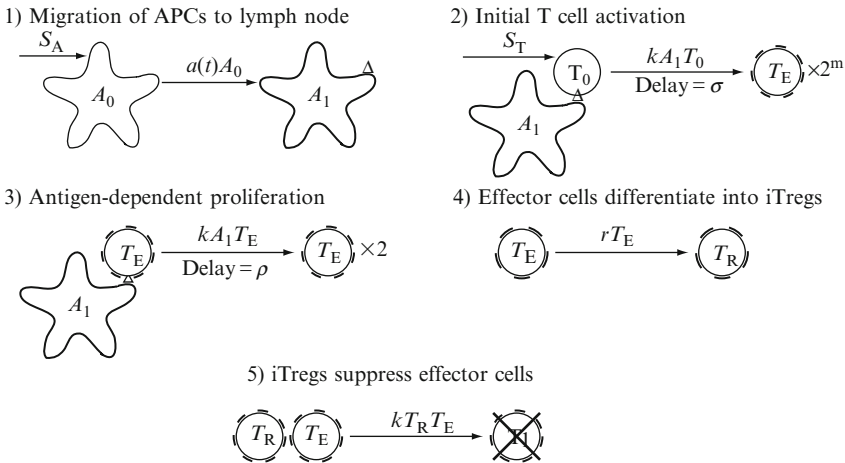 1) Migration of APCs to lymph node
S_A
a(t)A_0
A_0
A_1
Δ
2) Initial T cell activation
S_T
T_0
kA_1T_0
Delay = σ
T_E ×2^m
Δ
A_1
3) Antigen-dependent proliferation
T_E
kA_1T_E
Delay = ρ
T_E ×2
Δ
A_1
4) Effector cells differentiate into iTregs
T_E
rT_E
T_R
5) iTregs suppress effector cells
T_R
T_E
kT_RT_E